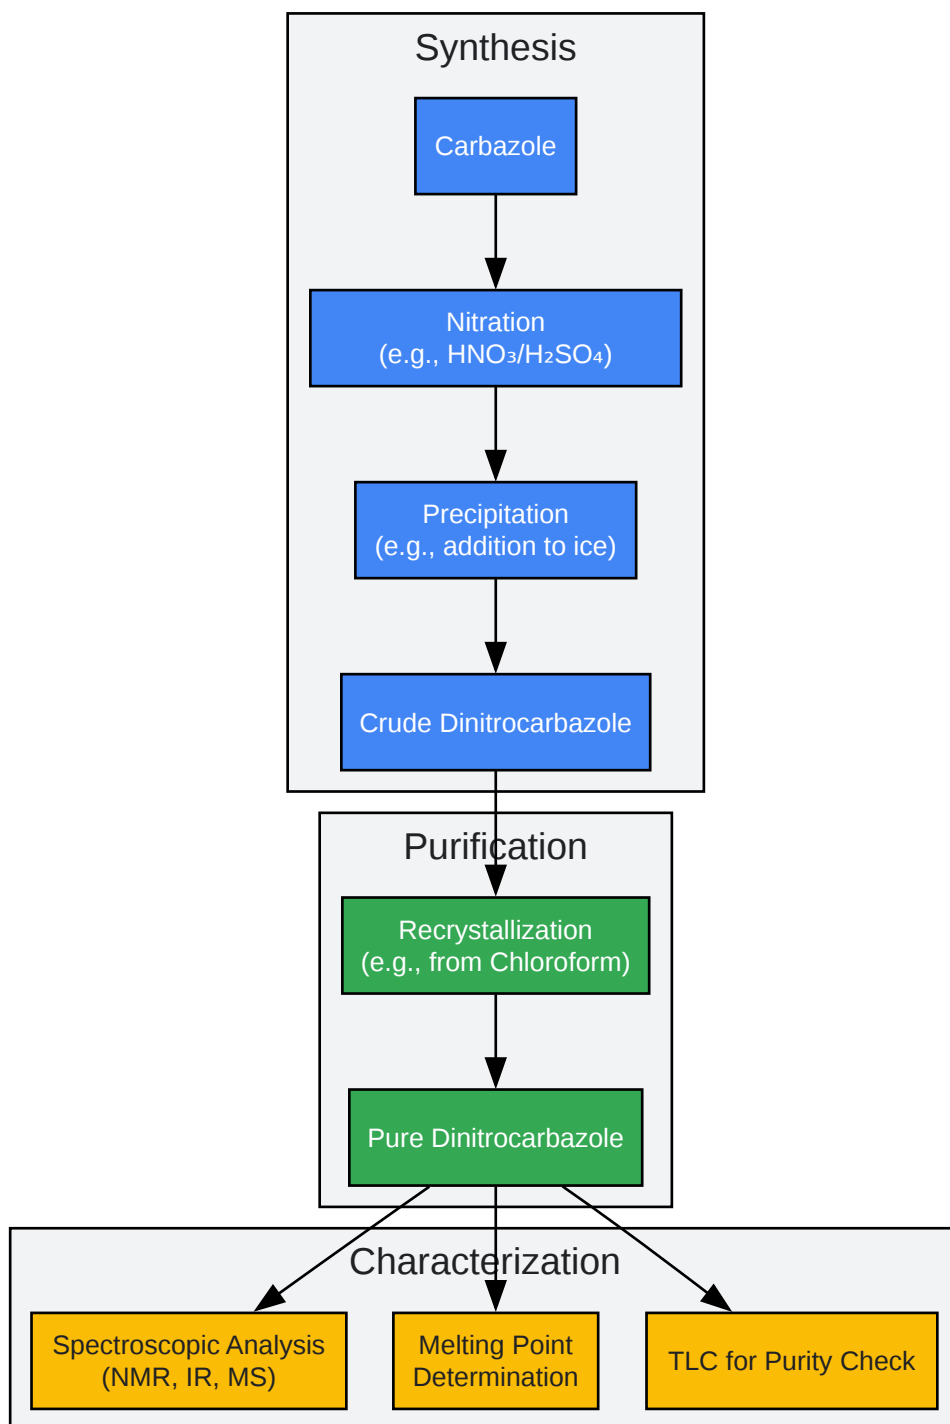 Synthesis
Carbazole
Nitration
(e.g., HNO₃/H₂SO₄)
Precipitation
(e.g., addition to ice)
Crude Dinitrocarbazole
Purification
Recrystallization
(e.g., from Chloroform)
Pure Dinitrocarbazole
Characterization
Spectroscopic Analysis
(NMR, IR, MS)
Melting Point
Determination
TLC for Purity Check